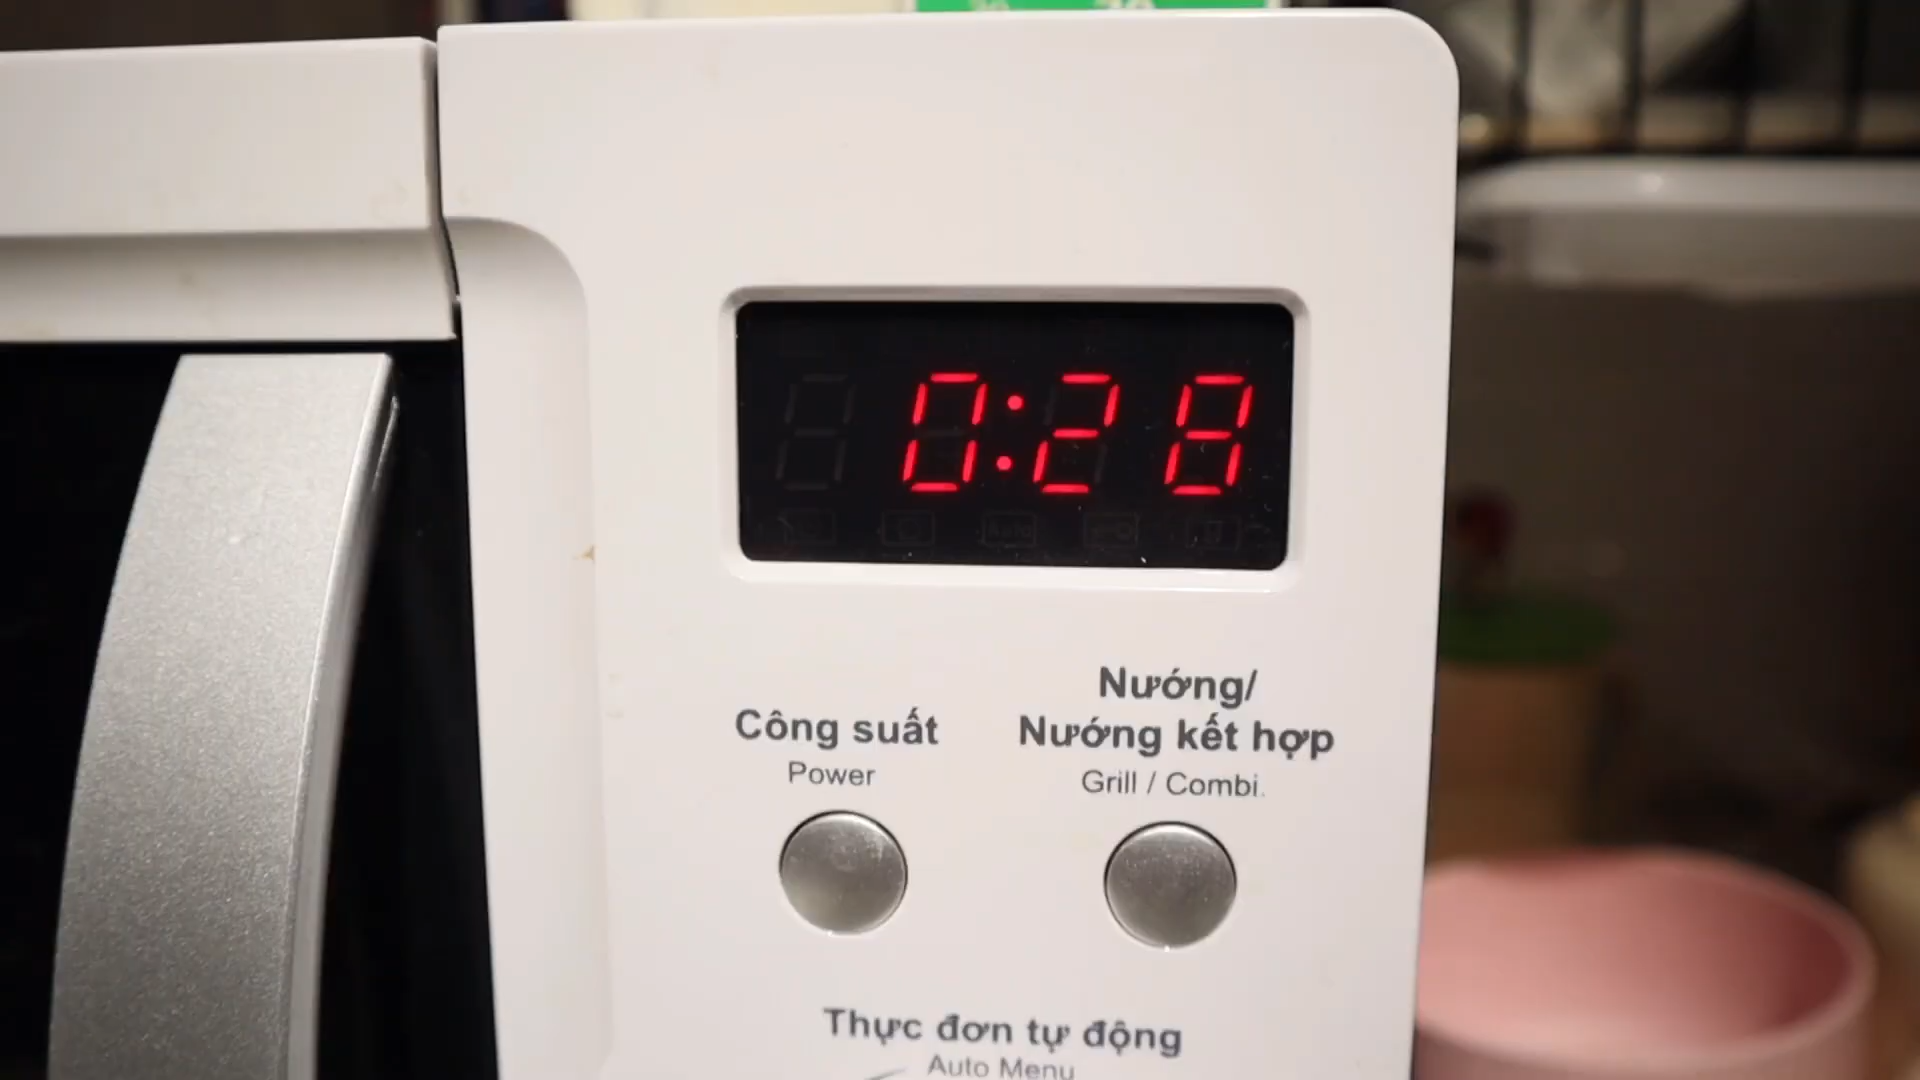 0:28
Nướng/
Công suất
Nướng kết hợp
Power
Grill / Combi.
Thực đơn tự động
Auto Menu